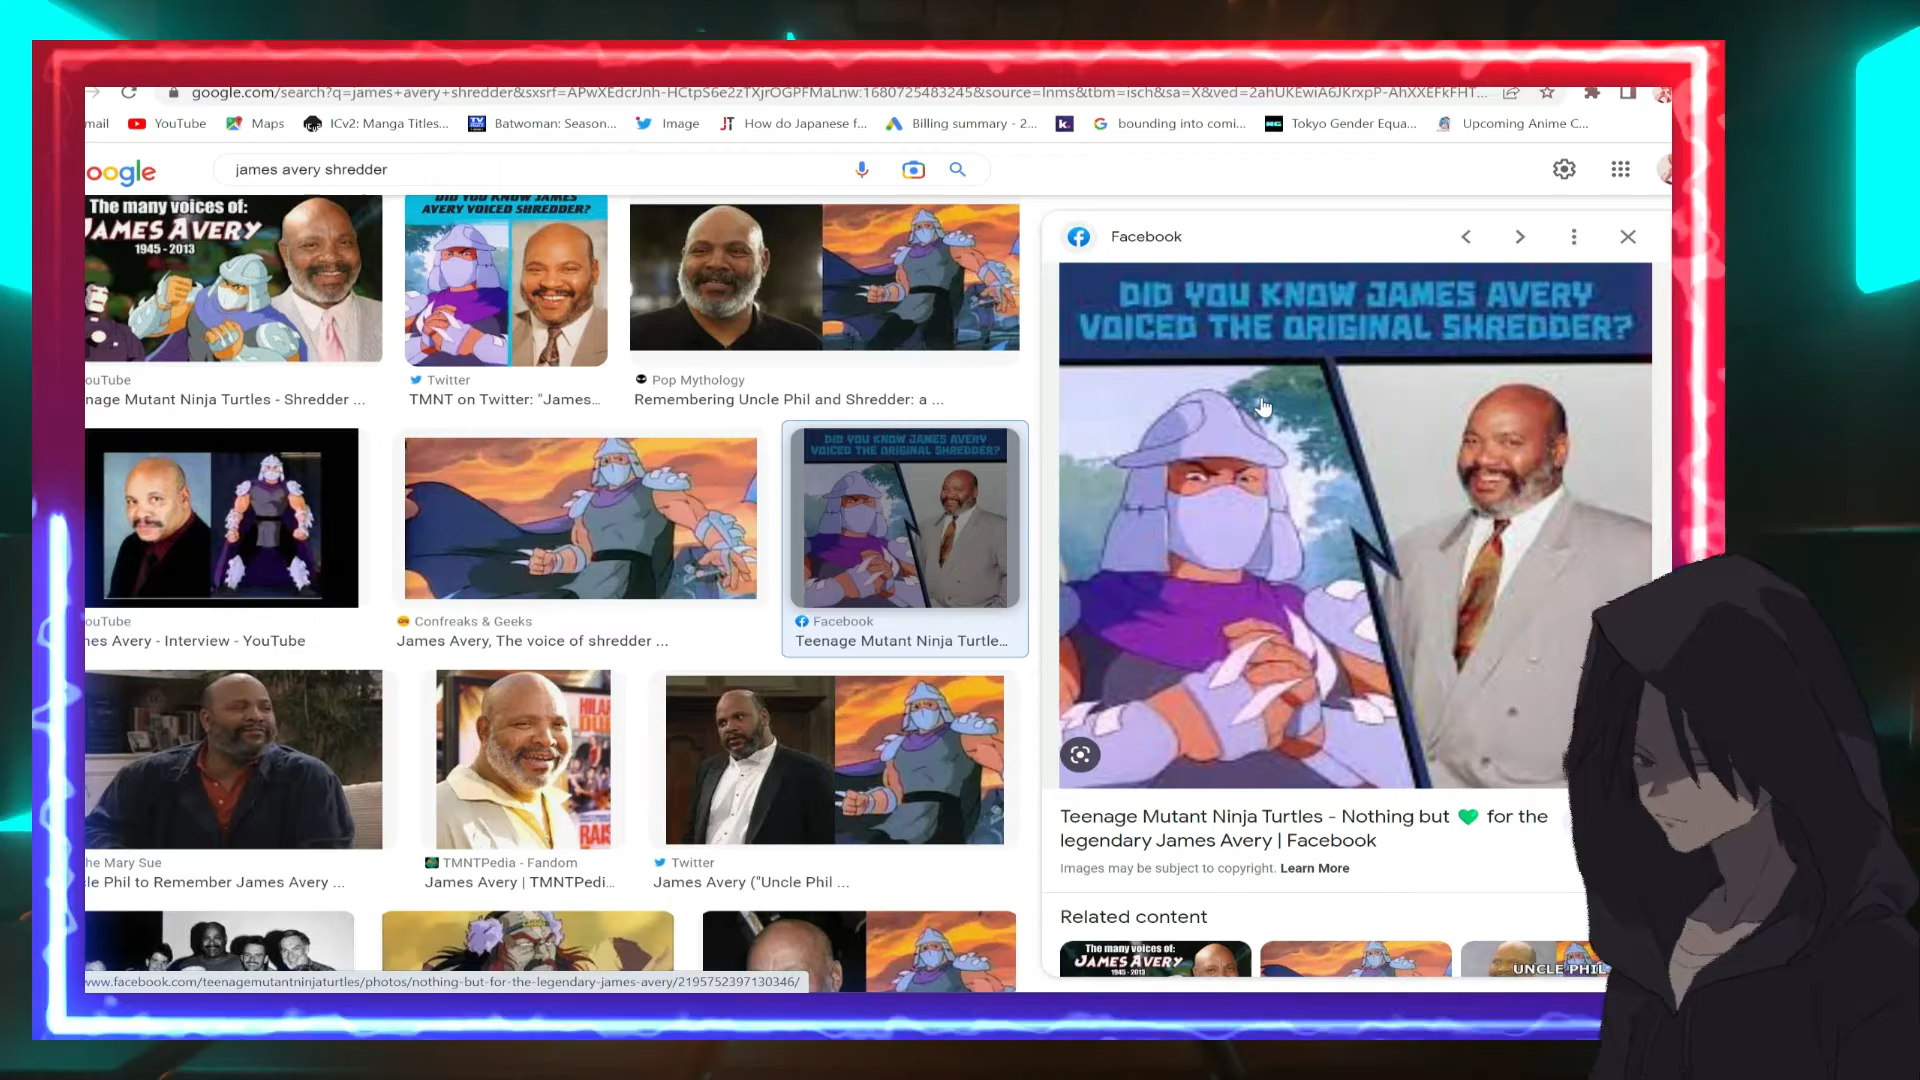 google.com/search?q=james+avery+shredder&sxsrf=APwXEdcrJnh-HCtpS6e2zTXjrOGPFMaLnw:1680725483245&source=lnms&tbm=isch&sa=X&ved=2ahUKEwiA6JKrxpP-AhXXEFkFHT...
mail
YouTube
Maps
ICv2: Manga Titles...
Batwoman: Season...
Image
How do Japanese f...
Billing summary - 2...
bounding into comi...
Tokyo Gender Equa...
Upcoming Anime C...
oogle
james avery shredder
The many voices of:
JAMES AVERY
1945 - 2013
DID YOU KNOW JAMES
AVERY VOICED SHREDDER?
ouTube
nage Mutant Ninja Turtles - Shredder ...
Twitter
TMNT on Twitter: "James...
Pop Mythology
Remembering Uncle Phil and Shredder: a ...
DID YOU KNOW JAMES AVERY
VOICED THE ORIGINAL SHREDDER?
ouTube
nes Avery - Interview - YouTube
Confreaks & Geeks
James Avery, The voice of shredder ...
Facebook
Teenage Mutant Ninja Turtle...
HILA
DU
RAIS
he Mary Sue
cle Phil to Remember James Avery ...
TMNTPedia - Fandom
James Avery | TMNTPedi...
Twitter
James Avery ("Uncle Phil ...
www.facebook.com/teenagemutantninjaturtles/photos/nothing-but-for-the-legendary-james-avery/2195752397130346/
Facebook
DID YOU KNOW JAMES AVERY
VOICED THE ORIGINAL SHREDDER?
Teenage Mutant Ninja Turtles - Nothing but 💚 for the
legendary James Avery | Facebook
Images may be subject to copyright. Learn More
Related content
The many voices of:
JAMES AVERY
1945 - 2013
UNCLE PHIL